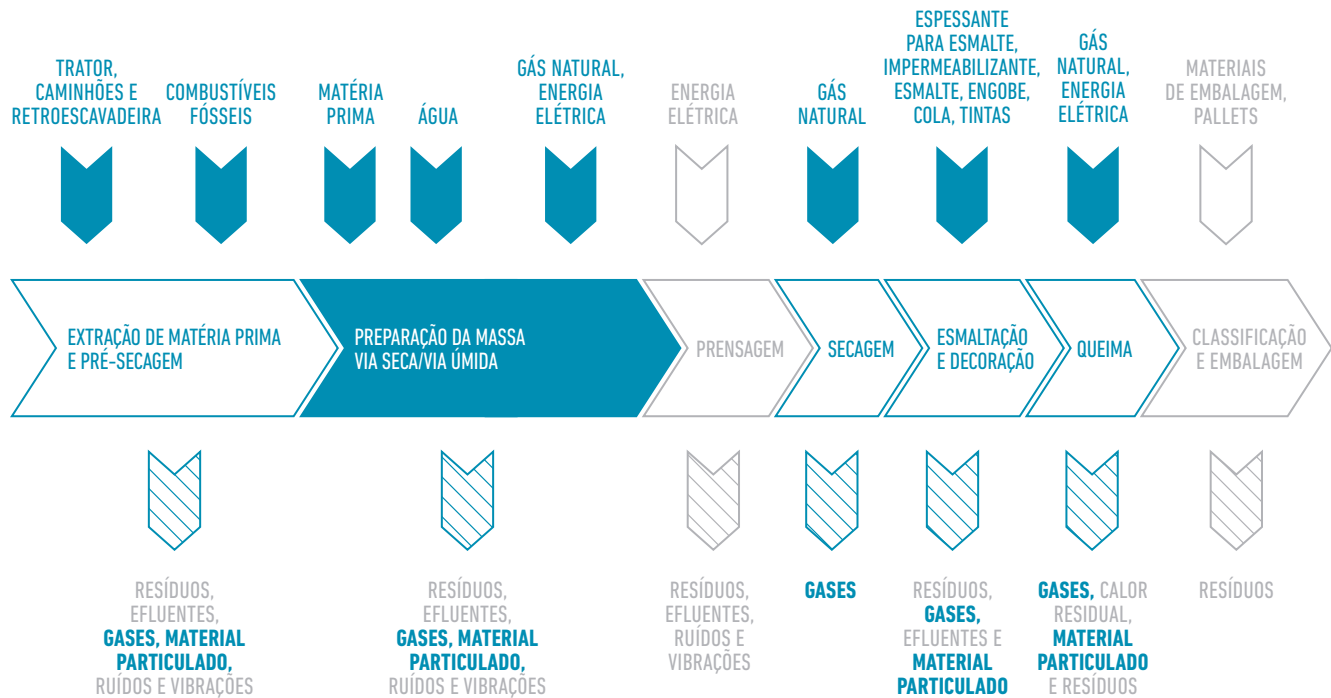 TRATOR,
CAMINHÕES E
RETROESCAVADEIRA
COMBUSTÍVEIS
FÓSSEIS
MATÉRIA
PRIMA
ÁGUA
GÁS NATURAL,
ENERGIA
ELÉTRICA
ENERGIA
ELÉTRICA
GÁS
NATURAL
ESPESSANTE
PARA ESMALTE,
IMPERMEABILIZANTE,
ESMALTE, ENGOBE,
COLA, TINTAS
GÁS
NATURAL,
ENERGIA
ELÉTRICA
MATERIAIS
DE EMBALAGEM,
PALLETS
EXTRAÇÃO DE MATÉRIA PRIMA
E PRÉ-SECAGEM
PREPARAÇÃO DA MASSA
VIA SECA/VIA ÚMIDA
PRENSAGEM
SECAGEM
ESMALTAÇÃO
E DECORAÇÃO
QUEIMA
CLASSIFICAÇÃO
E EMBALAGEM
RESÍDUOS,
EFLUENTES,
GASES, MATERIAL
PARTICULADO,
RUÍDOS E VIBRAÇÕES
RESÍDUOS,
EFLUENTES,
GASES, MATERIAL
PARTICULADO,
RUÍDOS E VIBRAÇÕES
RESÍDUOS,
EFLUENTES,
RUÍDOS E
VIBRAÇÕES
GASES
RESÍDUOS,
GASES,
EFLUENTES E
MATERIAL
PARTICULADO
GASES, CALOR
RESIDUAL,
MATERIAL
PARTICULADO
E RESÍDUOS
RESÍDUOS